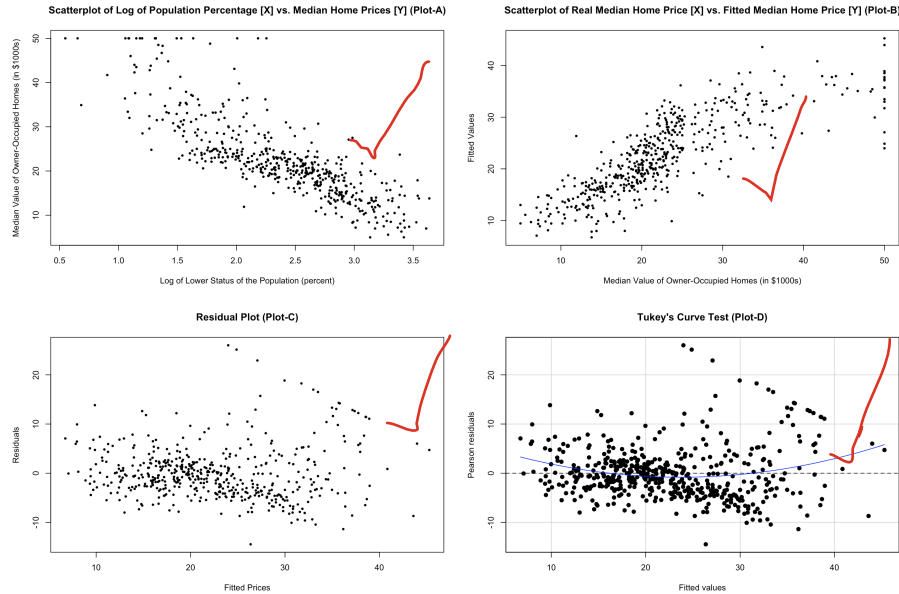 Scatterplot of Log of Population Percentage [X] vs. Median Home Prices [Y] (Plot-A)
50
40
30
20
10
Median Value of Owner-Occupied Homes (in $1000s)
0.5 1.0 1.5 2.0 2.5 3.0 3.5
Log of Lower Status of the Population (percent)
Scatterplot of Real Median Home Price [X] vs. Fitted Median Home Price [Y] (Plot-B)
40
30
20
10
Fitted Values
10 20 30 40 50
Median Value of Owner-Occupied Homes (in $1000s)
Residual Plot (Plot-C)
20
10
0
-10
Residuals
10 20 30 40
Fitted Prices
Tukey's Curve Test (Plot-D)
20
10
0
-10
Pearson residuals
10 20 30 40
Fitted values